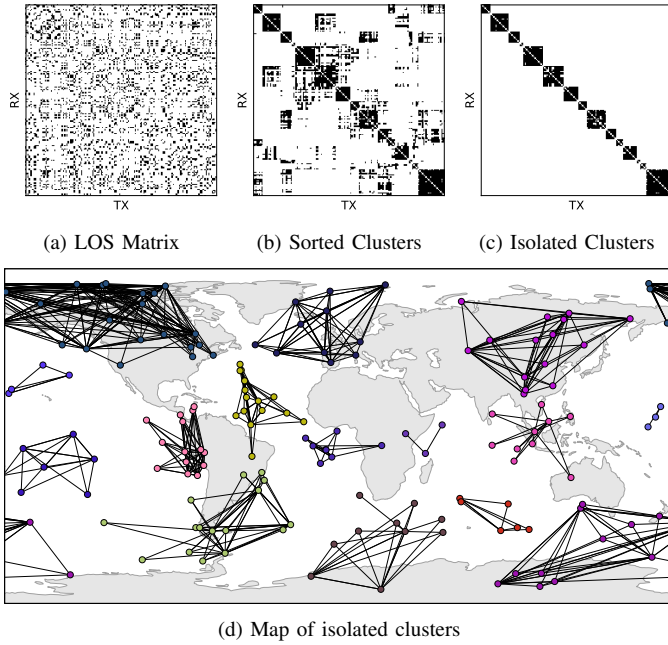 RX
TX
RX
TX
RX
TX
(a) LOS Matrix
(b) Sorted Clusters
(c) Isolated Clusters
(d) Map of isolated clusters